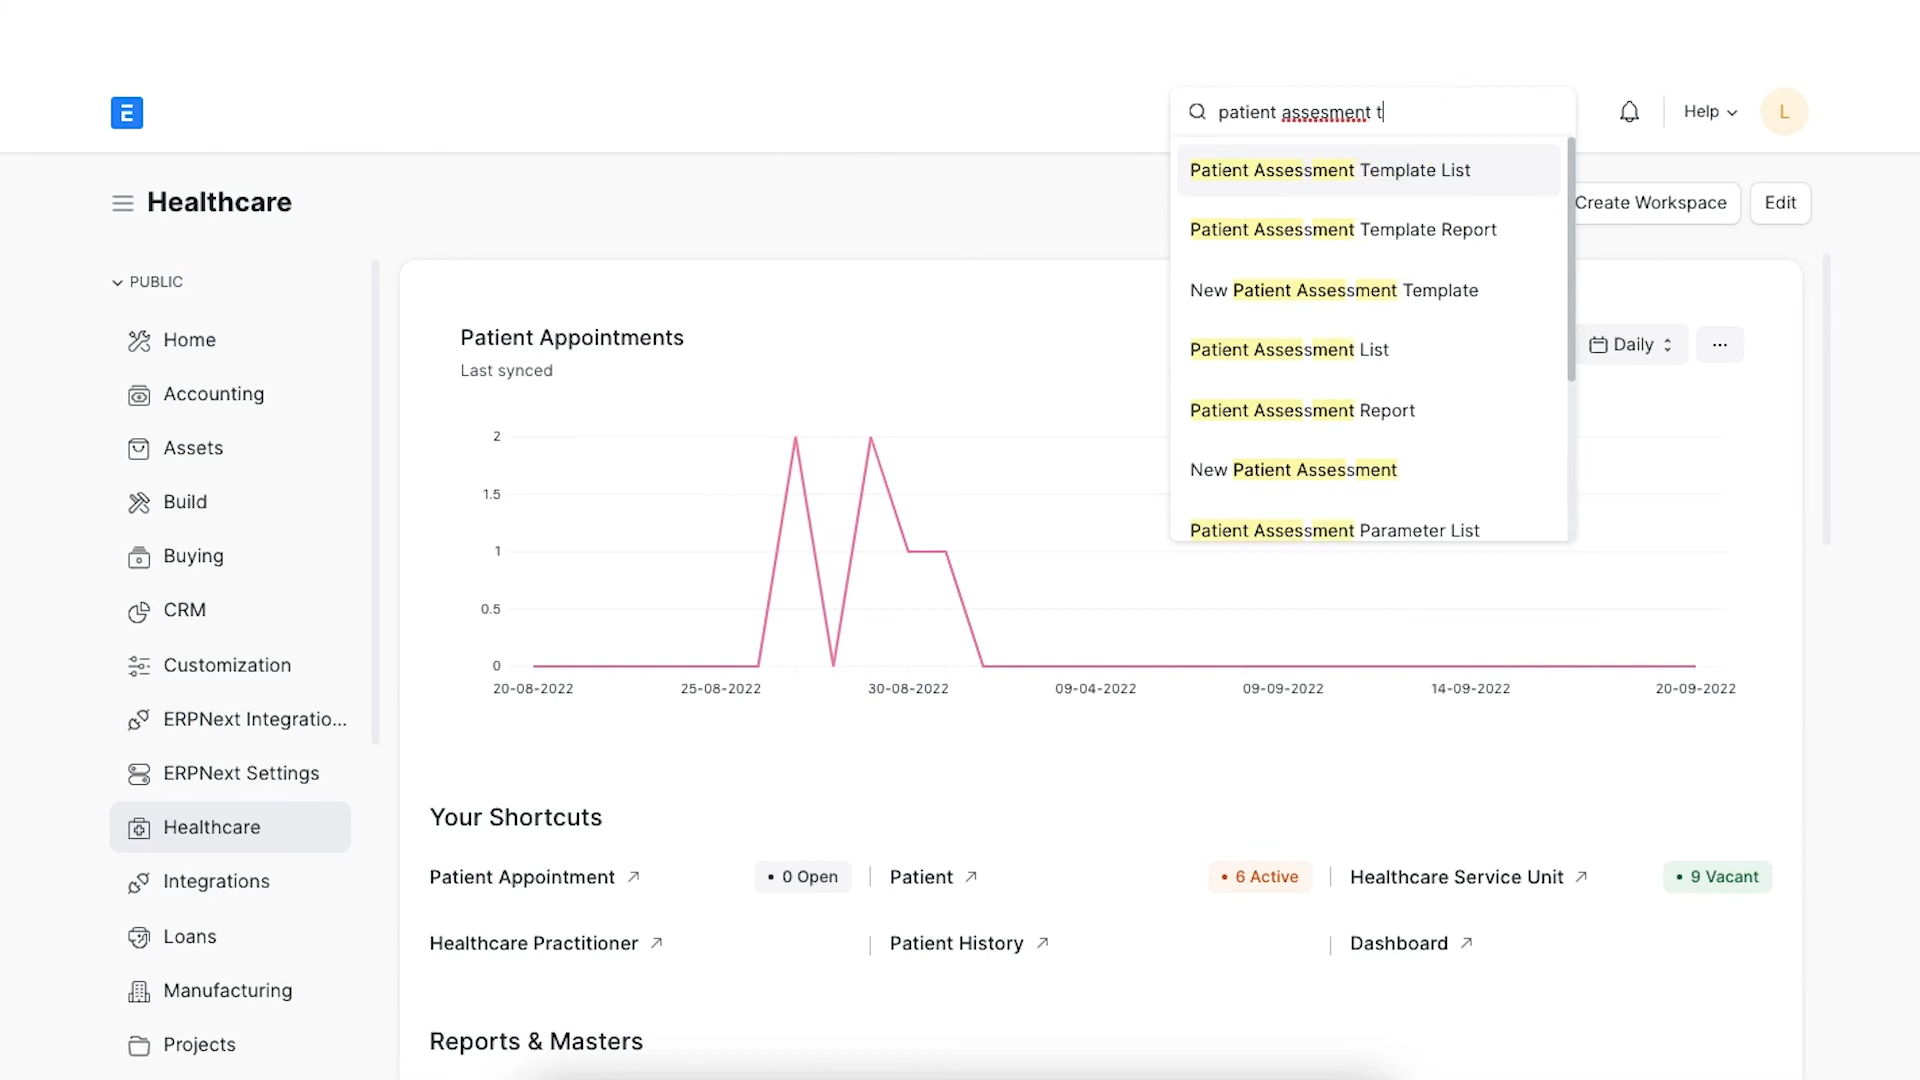 E
patient assesment t
Help
L
Patient Assessment Template List
Patient Assessment Template Report
New Patient Assessment Template
Patient Assessment List
Patient Assessment Report
New Patient Assessment
Patient Assessment Parameter List
Healthcare
Create Workspace
Edit
PUBLIC
Home
Accounting
Assets
Build
Buying
CRM
Customization
ERPNext Integratio...
ERPNext Settings
Healthcare
Integrations
Loans
Manufacturing
Projects
Patient Appointments
Last synced
Daily
...
2
1.5
1
0.5
0
20-08-2022 25-08-2022 30-08-2022 09-04-2022 09-09-2022 14-09-2022 20-09-2022
Your Shortcuts
Patient Appointment ↗ • 0 Open
Patient ↗ • 6 Active
Healthcare Service Unit ↗ • 9 Vacant
Healthcare Practitioner ↗
Patient History ↗
Dashboard ↗
Reports & Masters